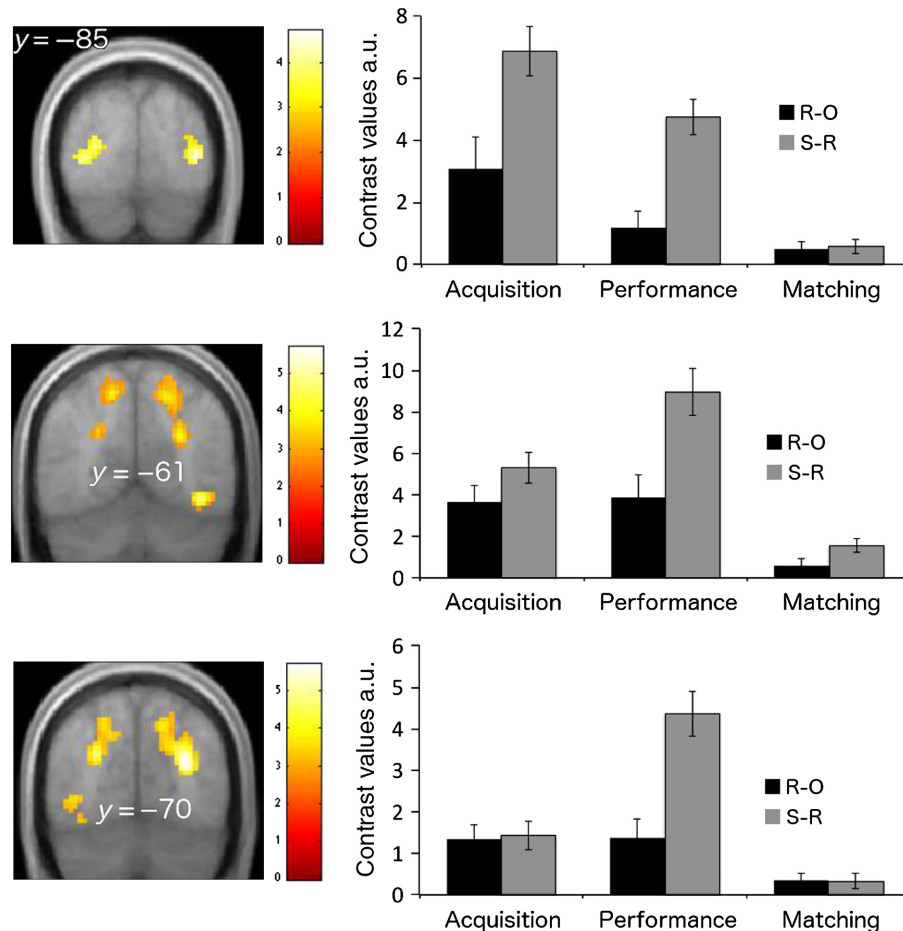 y = −85
4
3
2
1
0
Contrast values a.u.
8
6
4
2
0
R-O
S-R
Acquisition Performance Matching
y = −61
5
4
3
2
1
0
Contrast values a.u.
12
10
8
6
4
2
0
R-O
S-R
Acquisition Performance Matching
y = −70
5
4
3
2
1
0
Contrast values a.u.
6
5
4
3
2
1
0
R-O
S-R
Acquisition Performance Matching